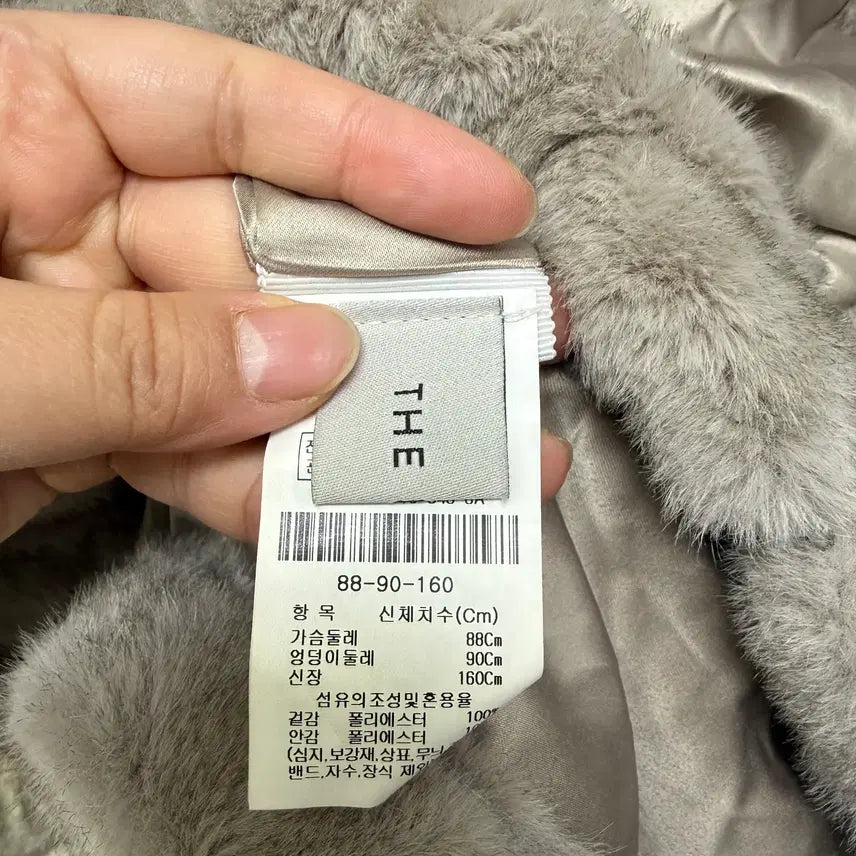 THE
88-90-160
항 목 신체치수(Cm)
가슴둘레 88Cm
엉덩이둘레 90Cm
신장 160Cm
섬유의조성및혼용율
겉감 폴리에스터 100%
안감 폴리에스터
(심지,보강재,상표,무늬
밴드,자수,장식 제외